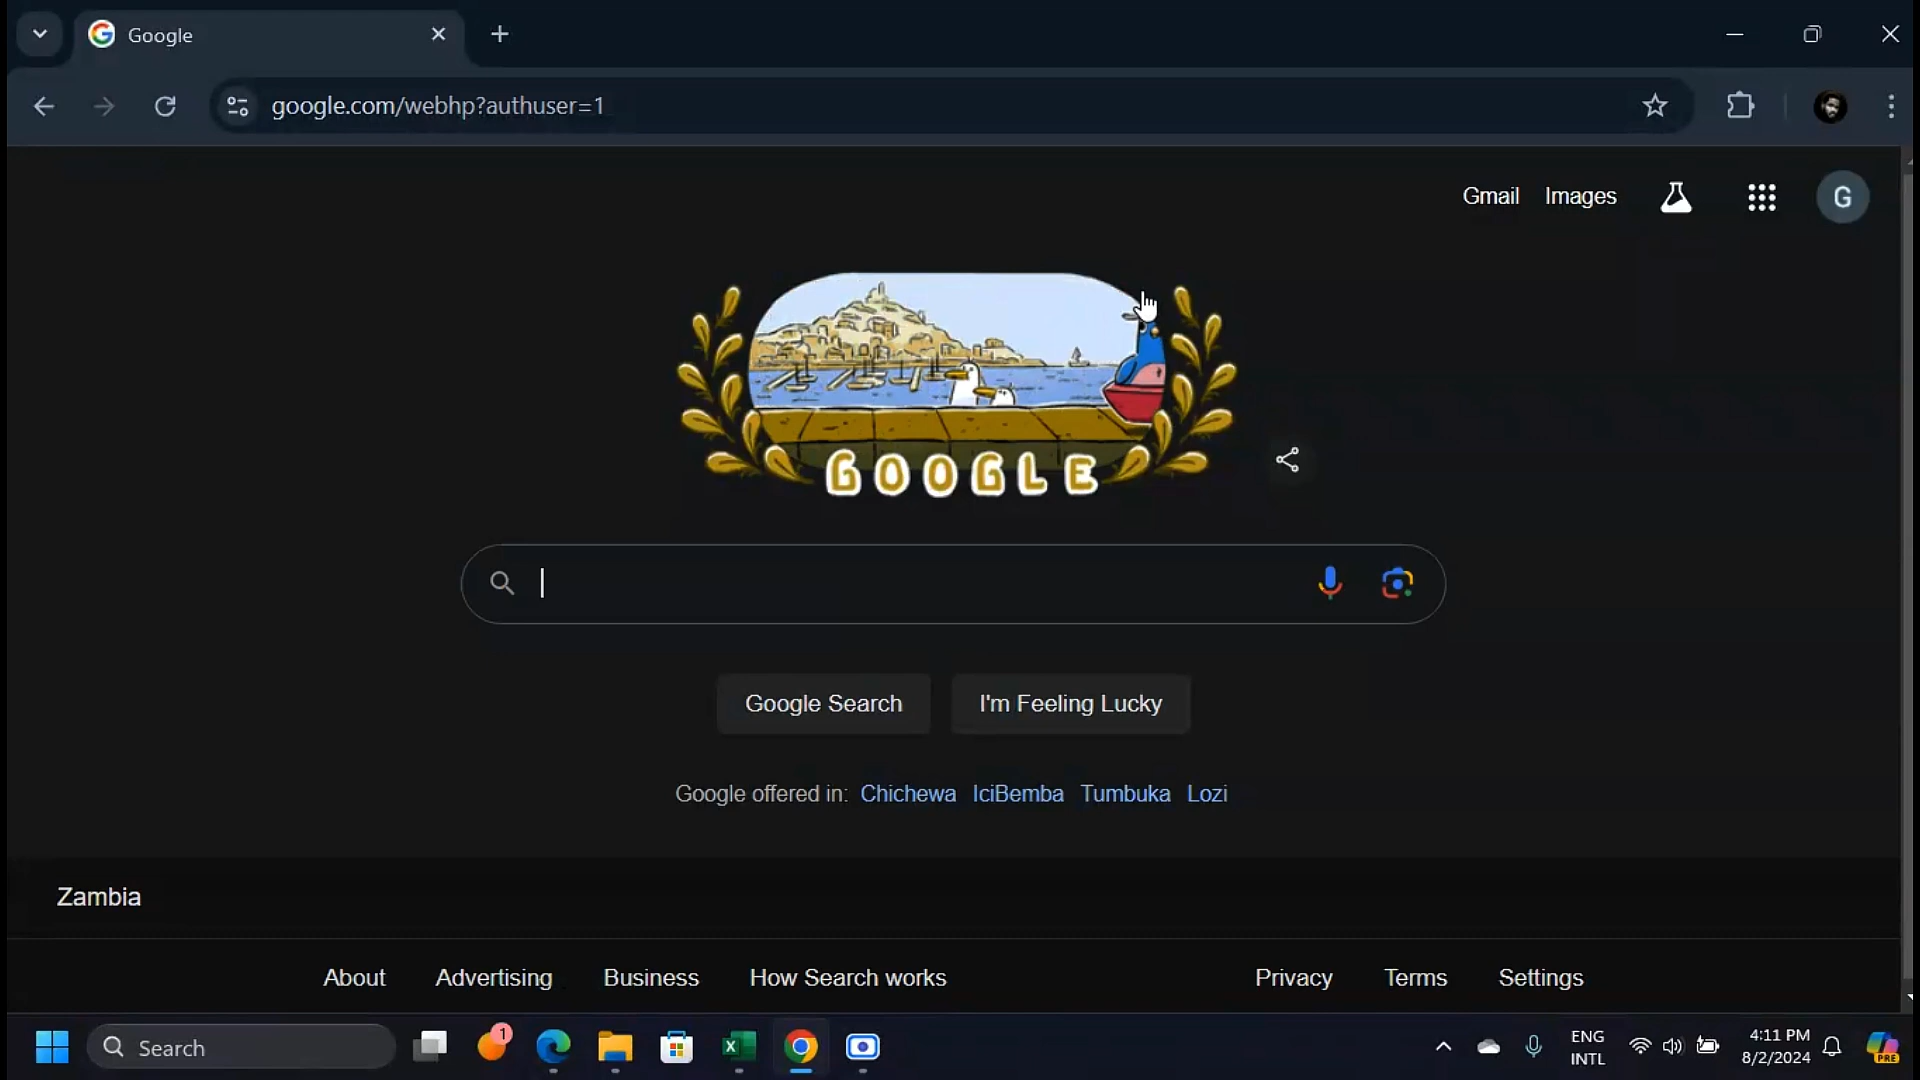 Google
google.com/webhp?authuser=1
Gmail Images
G
GOOGLE
Google Search I'm Feeling Lucky
Google offered in: Chichewa IciBemba Tumbuka Lozi
Zambia
About Advertising Business How Search works Privacy Terms Settings
Search
1
ENG
INTL
4:11 PM
8/2/2024
PRE